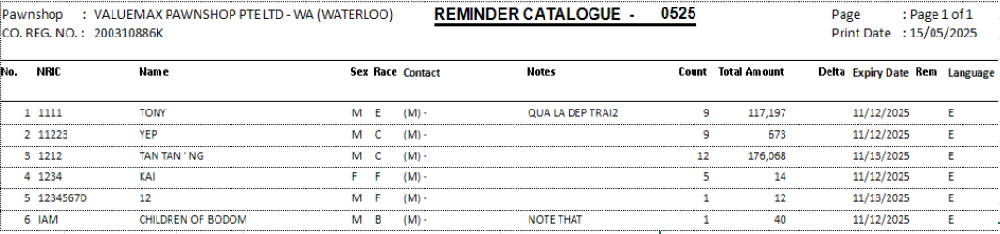 Pawnshop : VALUEMAX PAWNSHOP PTE LTD - WA (WATERLOO) REMINDER CATALOGUE - 0525 Page : Page 1 of 1
CO. REG. NO. : 200310886K Print Date : 15/05/2025
No. NRIC Name Sex Race Contact Notes Count Total Amount Delta Expiry Date Rem Language
1 1111 TONY M E (M) - QUA LA DEP TRAI2 9 117,197 11/12/2025 E
2 11223 YEP M C (M) - 9 673 11/12/2025 E
3 1212 TAN TAN ' NG M C (M) - 12 176,068 11/13/2025 E
4 1234 KAI F F (M) - 5 14 11/12/2025 E
5 1234567D 12 M F (M) - 1 12 11/13/2025 E
6 IAM CHILDREN OF BODOM M B (M) - NOTE THAT 1 40 11/12/2025 E